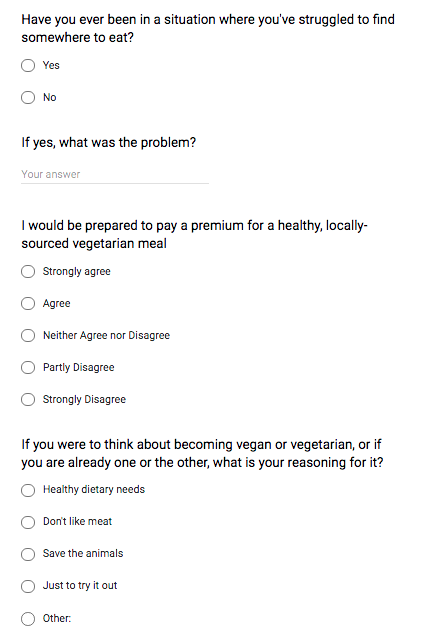 Have you ever been in a situation where you've struggled to find
somewhere to eat?
Yes
No
If yes, what was the problem?
Your answer
I would be prepared to pay a premium for a healthy, locally-
sourced vegetarian meal
Strongly agree
Agree
Neither Agree nor Disagree
Partly Disagree
Strongly Disagree
If you were to think about becoming vegan or vegetarian, or if
you are already one or the other, what is your reasoning for it?
Healthy dietary needs
Don't like meat
Save the animals
Just to try it out
Other: